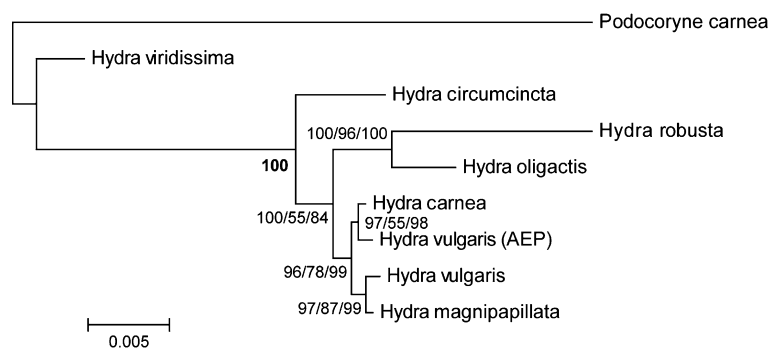 Podocoryne carnea
Hydra viridissima
Hydra circumcincta
100/96/100
Hydra robusta
100
Hydra oligactis
Hydra carnea
100/55/84
97/55/98
Hydra vulgaris (AEP)
96/78/99
Hydra vulgaris
97/87/99
Hydra magnipapillata
0.005